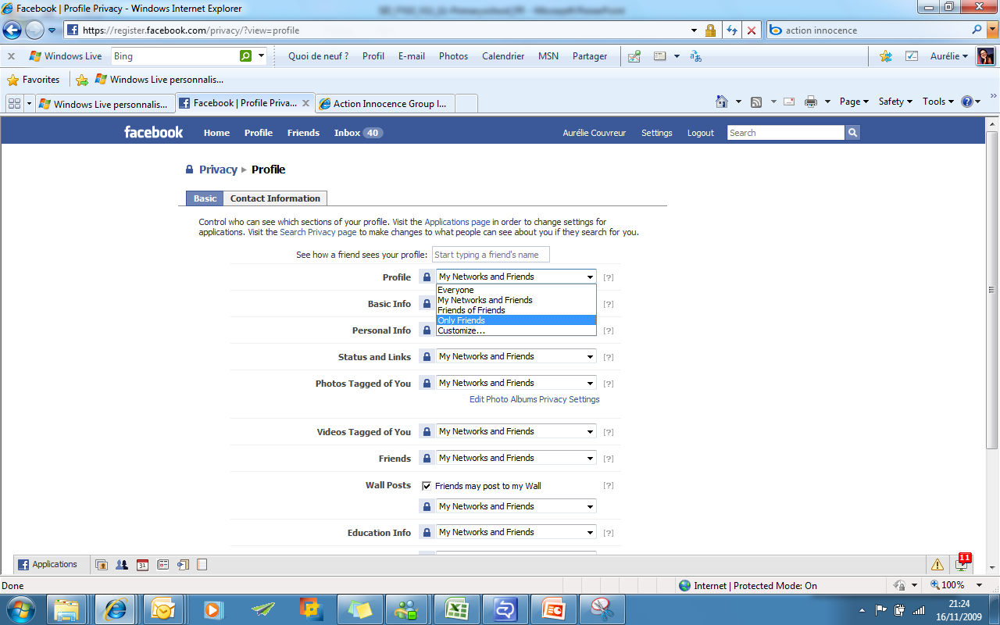 Facebook | Profile Privacy - Windows Internet Explorer
https://register.facebook.com/privacy/?view=profile
action innocence
Windows Live
Bing
Quoi de neuf ?
Profil
E-mail
Photos
Calendrier
MSN
Partager
Aurélie
Favorites
Windows Live personnalis...
Windows Live personnalis...
Facebook | Profile Priva...
Action Innocence Group I...
Page
Safety
Tools
facebook
Home
Profile
Friends
Inbox 40
Aurélie Couvreur
Settings
Logout
Search
Privacy ▸ Profile
Basic
Contact Information
Control who can see which sections of your profile. Visit the Applications page in order to change settings for
applications. Visit the Search Privacy page to make changes to what people can see about you if they search for you.
See how a friend sees your profile: Start typing a friend's name
Profile My Networks and Friends [?]
Everyone
My Networks and Friends
Friends of Friends
Only Friends
Customize...
Basic Info [?]
Personal Info [?]
Status and Links My Networks and Friends [?]
Photos Tagged of You My Networks and Friends [?]
Edit Photo Albums Privacy Settings
Videos Tagged of You My Networks and Friends [?]
Friends My Networks and Friends [?]
Wall Posts Friends may post to my Wall [?]
My Networks and Friends
Education Info My Networks and Friends [?]
Applications
31
11
Done
Internet | Protected Mode: On
100%
21:24
16/11/2009